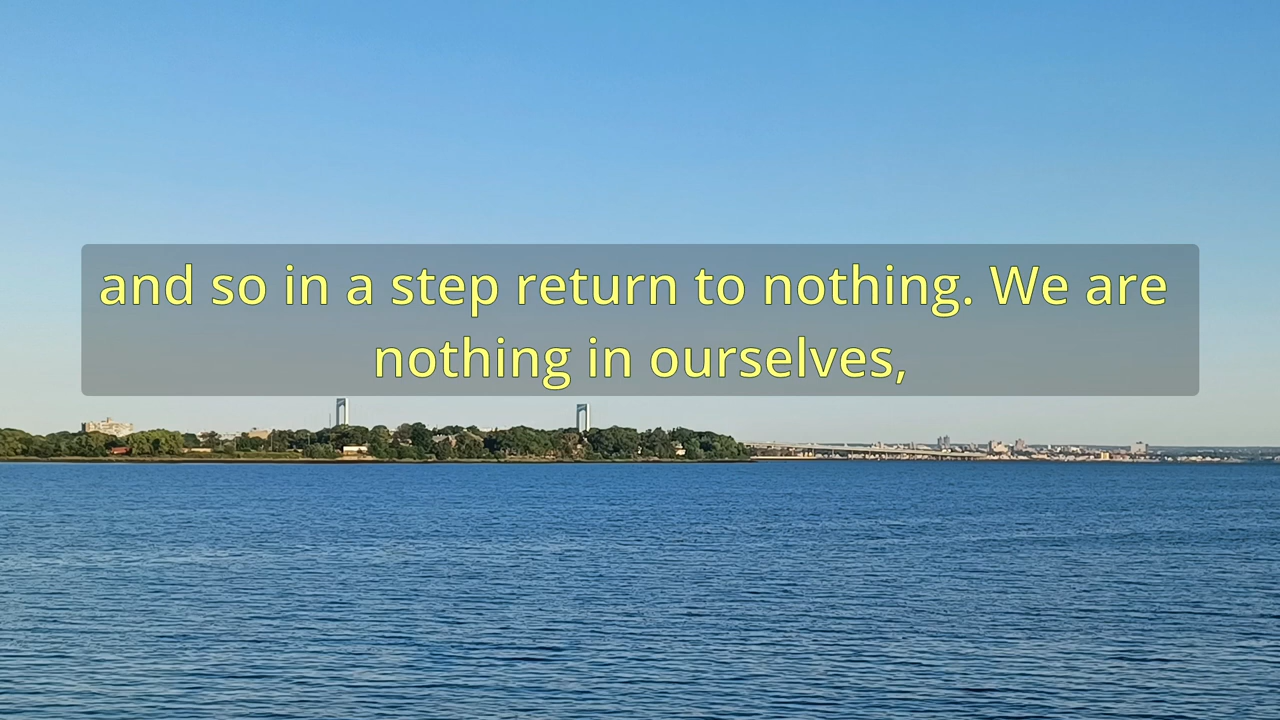 and so in a step return to nothing. We are
nothing in ourselves,